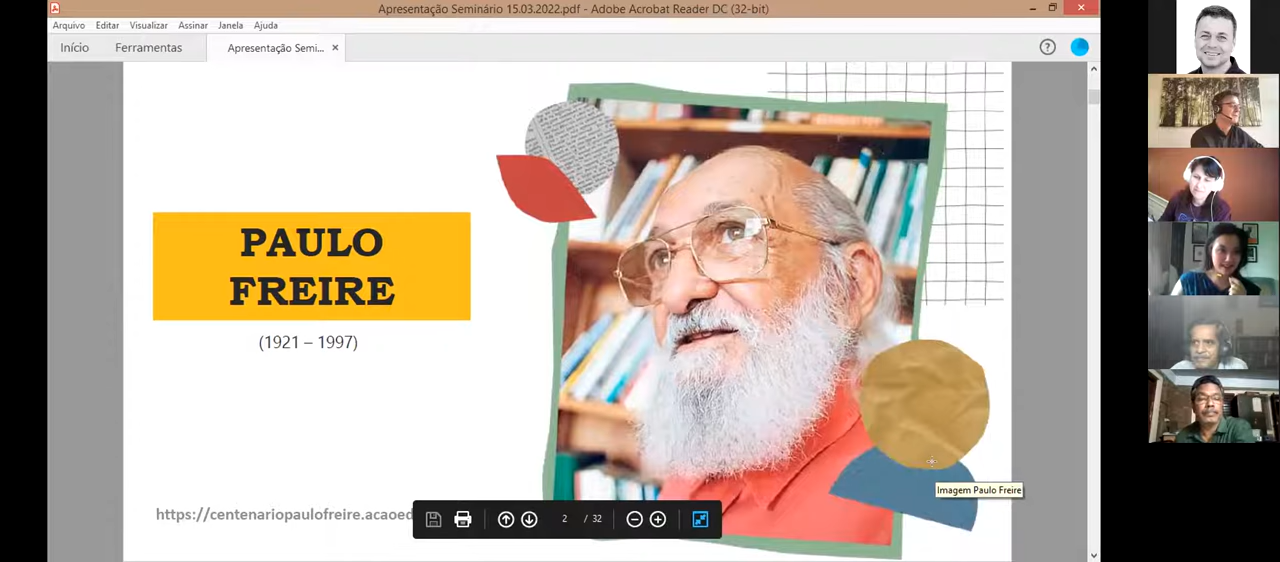 Apresentação Seminário 15.03.2022.pdf - Adobe Acrobat Reader DC (32-bit)
Arquivo Editar Visualizar Assinar Janela Ajuda
Início Ferramentas Apresentação Semi... ×
PAULO
FREIRE
(1921 – 1997)
Imagem Paulo Freire
https://centenariopaulofreire.acaoed
2 / 32